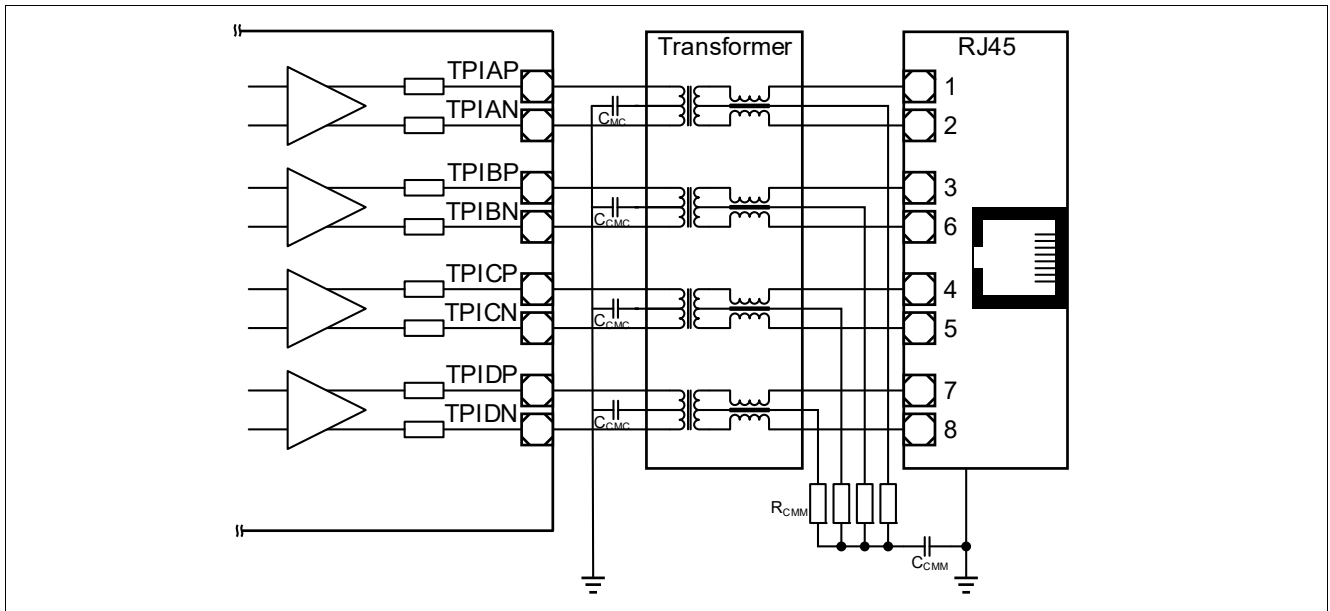 Transformer
RJ45
TPIAP
1
TPIAN
2
CMC
TPIBP
3
TPIBN
6
CCMC
TPICP
4
TPICN
5
CCMC
TPIDP
7
TPIDN
8
CCMC
RCMM
CCMM